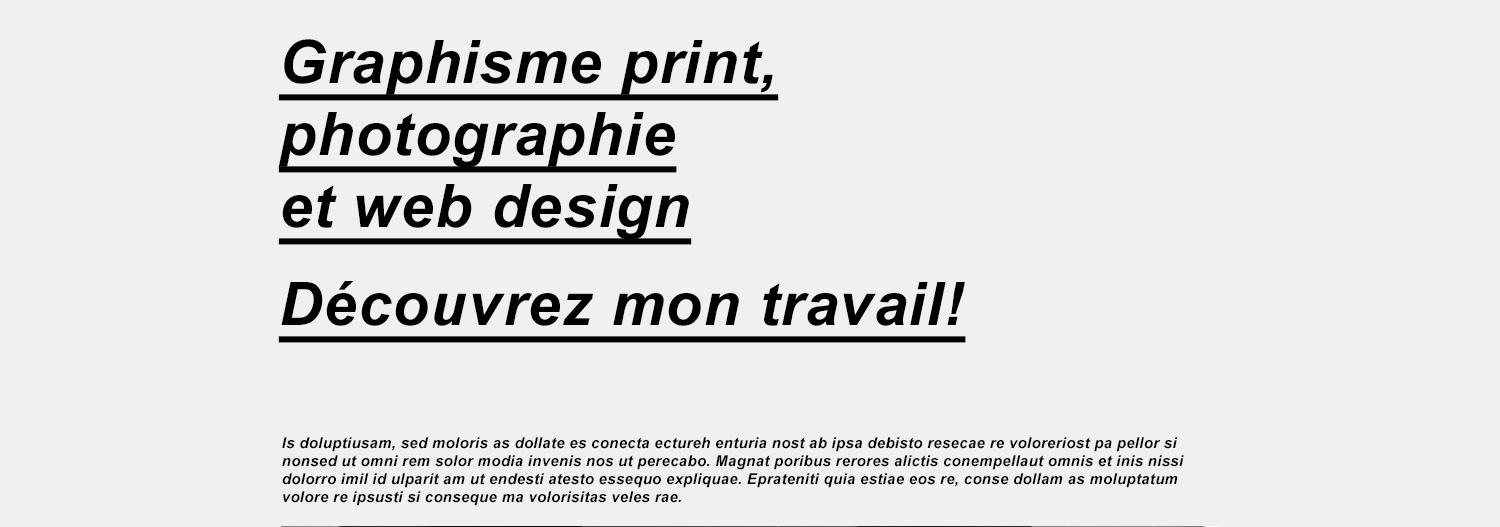 Graphisme print,
photographie
et web design
Découvrez mon travail!
Is doluptiusam, sed moloris as dollate es conecta ectureh enturia nost ab ipsa debisto resecae re voloreriost pa pellor si
nonsed ut omni rem solor modia invenis nos ut perecabo. Magnat poribus rerores alictis conempellaut omnis et inis nissi
dolorro imil id ulparit am ut endesti atesto essequo expliquae. Eprateniti quia estiae eos re, conse dollam as moluptatum
volore re ipsusti si conseque ma volorisitas veles rae.